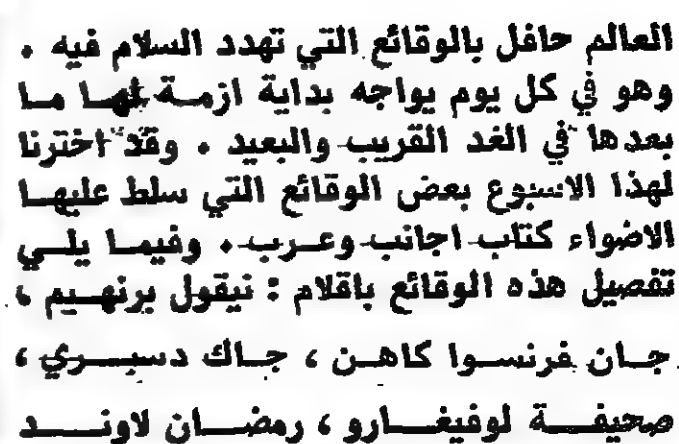 العالم حافل بالوقائع التي تهدد السلام فيه .
وهو في كل يوم يواجه بداية ازمة لها ما
بعدها في الغد القريب والبعيد . وقد اخترنا
لهذا الاسبوع بعض الوقائع التي سلط عليها
الاضواء كتاب اجانب وعرب . وفيما يلي
تفصيل هذه الوقائع باقلام : نيقول برنهيم ،
جان فرنسوا كاهن ، جاك دسبري ،
صحيفة لوفيغارو ، رمضان لاوند